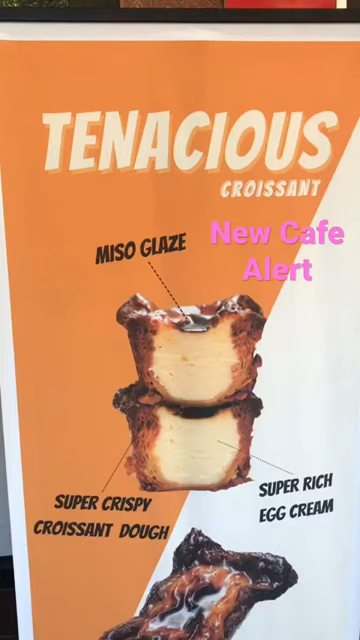 TENACIOUS
CROISSANT
New Cafe
Alert
MISO GLAZE
SUPER RICH
EGG CREAM
SUPER CRISPY
CROISSANT DOUGH